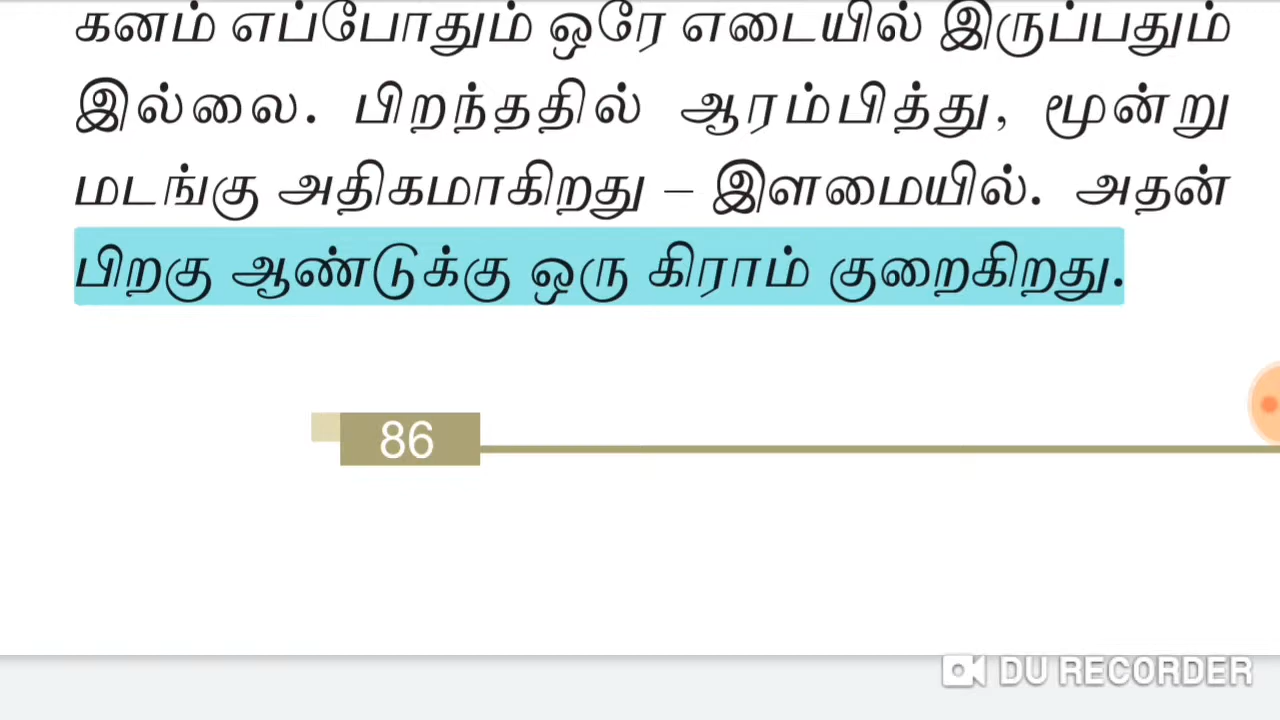 கனம் எப்போதும் ஒரே எடையில் இருப்பதும்
இல்லை. பிறந்ததில் ஆரம்பித்து, மூன்று
மடங்கு அதிகமாகிறது – இளமையில். அதன்
பிறகு ஆண்டுக்கு ஒரு கிராம் குறைகிறது.
86
DU RECORDER